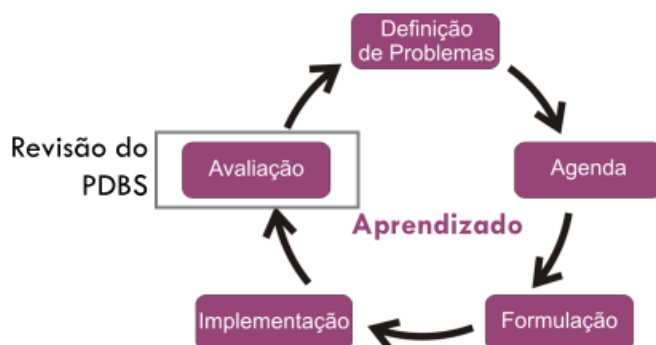 Definição
de Problemas
Revisão do
PDBS
Avaliação
Agenda
Aprendizado
Implementação
Formulação